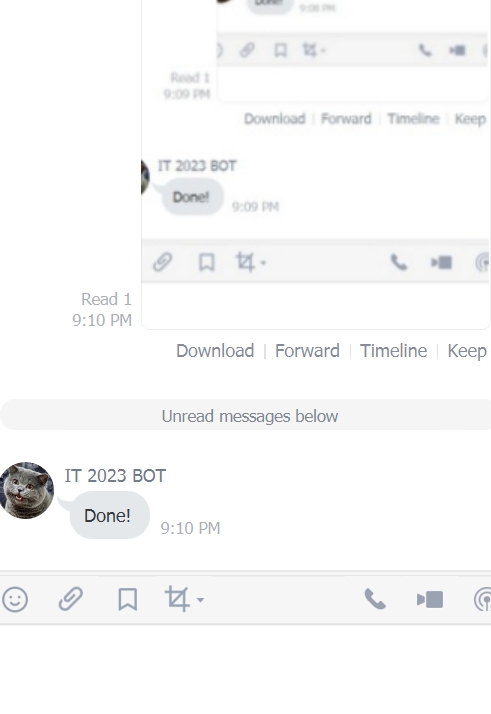 Done!
9:08 PM
Read 1
9:09 PM
Download | Forward | Timeline | Keep
IT 2023 BOT
Done!
9:09 PM
Read 1
9:10 PM
Download | Forward | Timeline | Keep
Unread messages below
IT 2023 BOT
Done!
9:10 PM